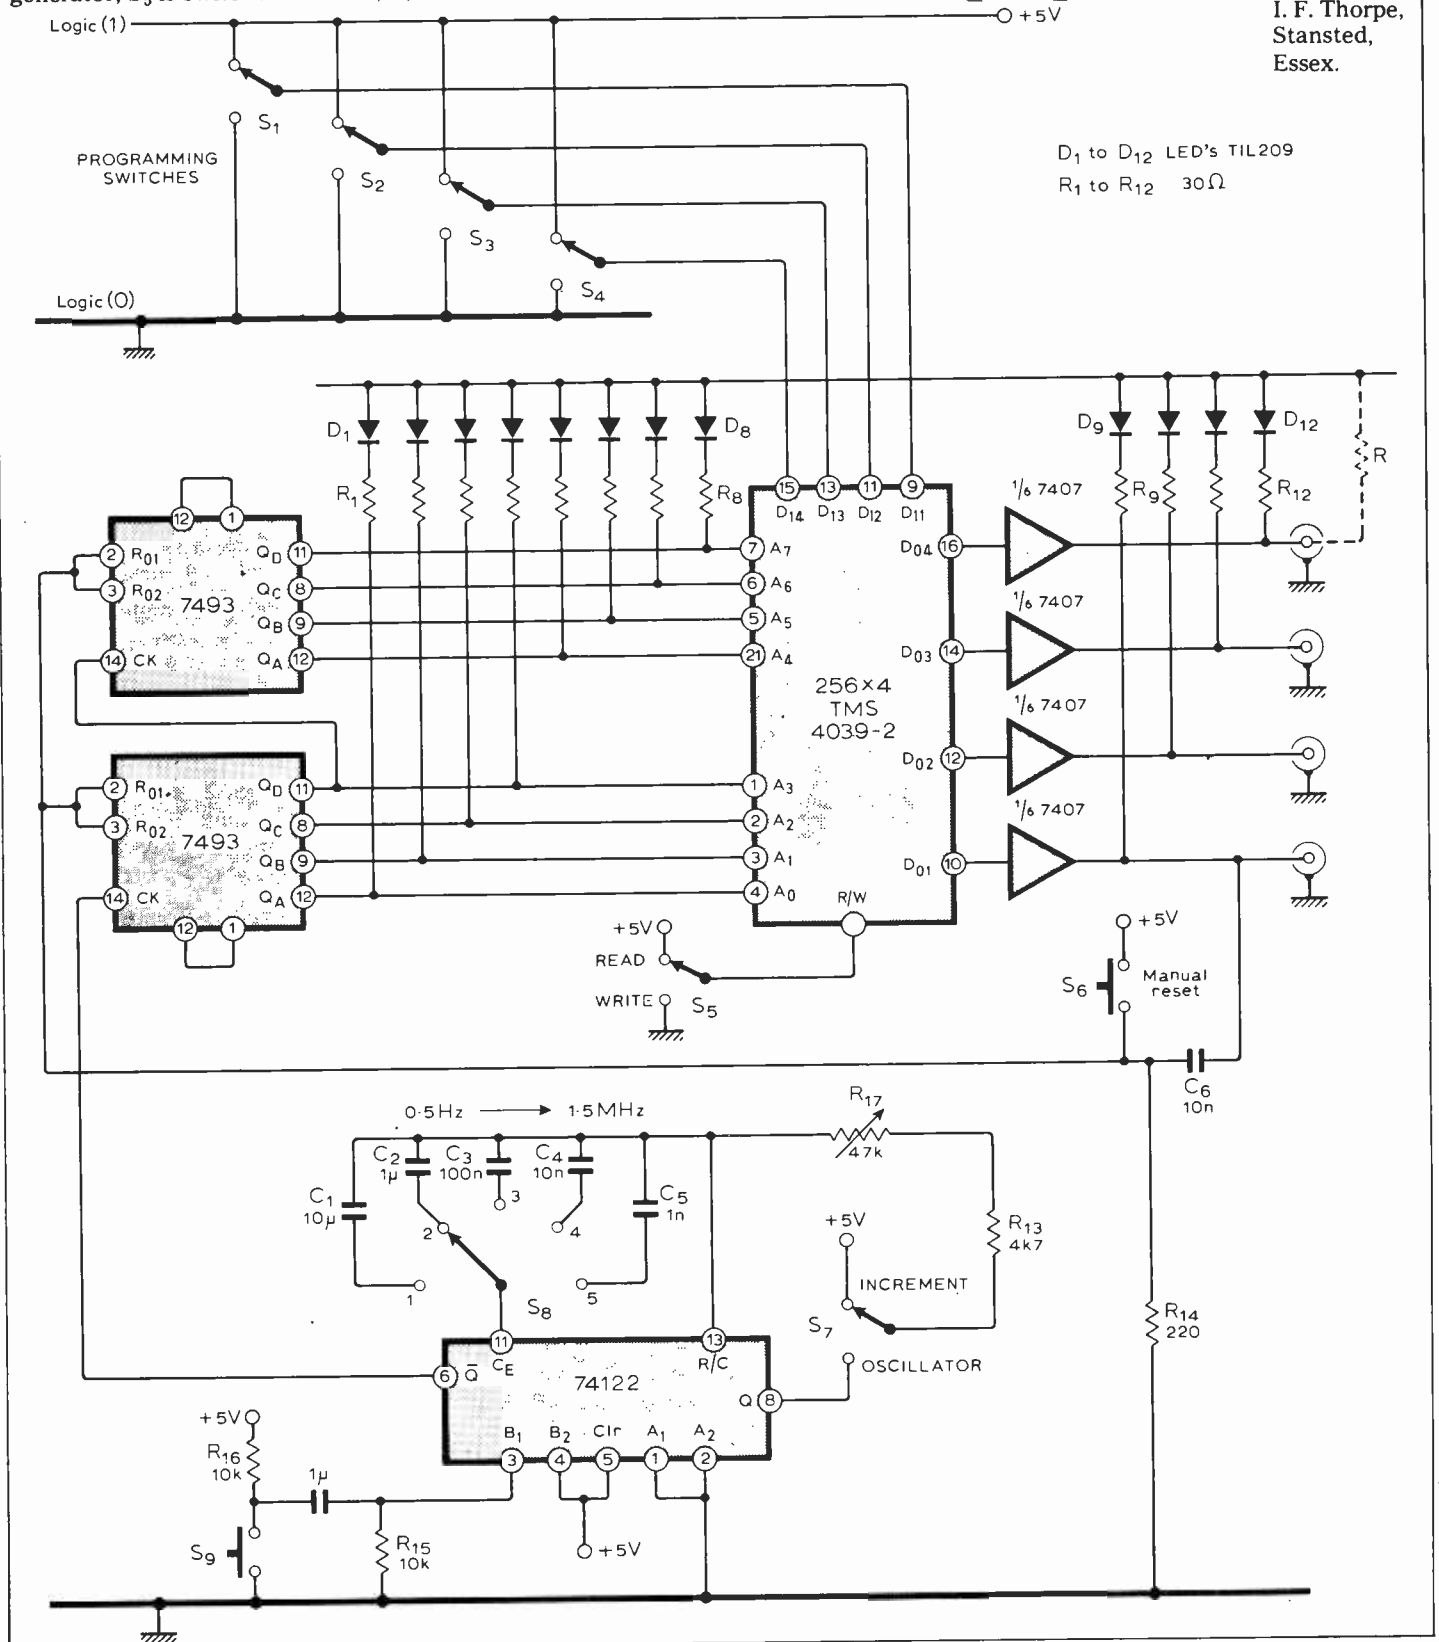 I. F. Thorpe,
Stansted,
Essex.
Logic (1)
+5V
S1
S2
S3
S4
PROGRAMMING
SWITCHES
Logic (0)
D1 to D12 LED's TIL209
R1 to R12 30Ω
D1
D8
D9
D12
R1
R8
R9
R12
R
12 1
2 R01
3 R02
7493
14 CK
QD 11
QC 8
QB 9
QA 12
15 13 11 9
D14 D13 D12 D11
7 A7
6 A6
5 A5
21 A4
256×4
TMS
4039-2
1 A3
2 A2
3 A1
4 A0
R/W
D04 16
D03 14
D02 12
D01 10
1/6 7407
1/6 7407
1/6 7407
1/6 7407
2 R01
3 R02
7493
14 CK
QD 11
QC 8
QB 9
QA 12
12 1
+5V
READ
WRITE
S5
+5V
S6
Manual
reset
C6
10n
0·5Hz → 1·5MHz
C1
10µ
C2
1µ
C3
100n
C4
10n
C5
1n
1
2
3
4
5
S8
R17
47k
R13
4k7
+5V
INCREMENT
S7
OSCILLATOR
R14
220
11
CE
13
R/C
6 Q̅
74122
Q 8
B1 B2 Clr A1 A2
3 4 5 1 2
+5V
R16
10k
1µ
S9
R15
10k
+5V